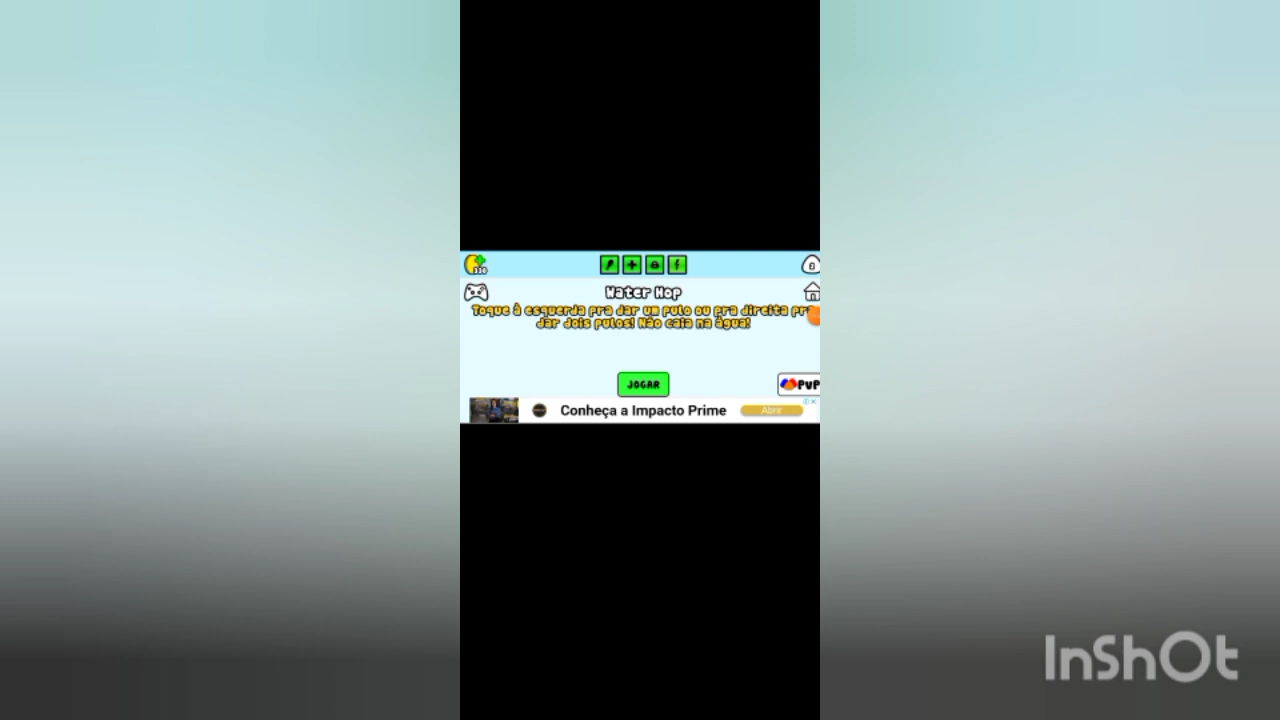 Water Hop
Toque à esquerda pra dar um pulo ou pra direita pra
dar dois pulos! Não caia na água!
JOGAR
PvP
Conheça a Impacto Prime
Abrir
InShOt